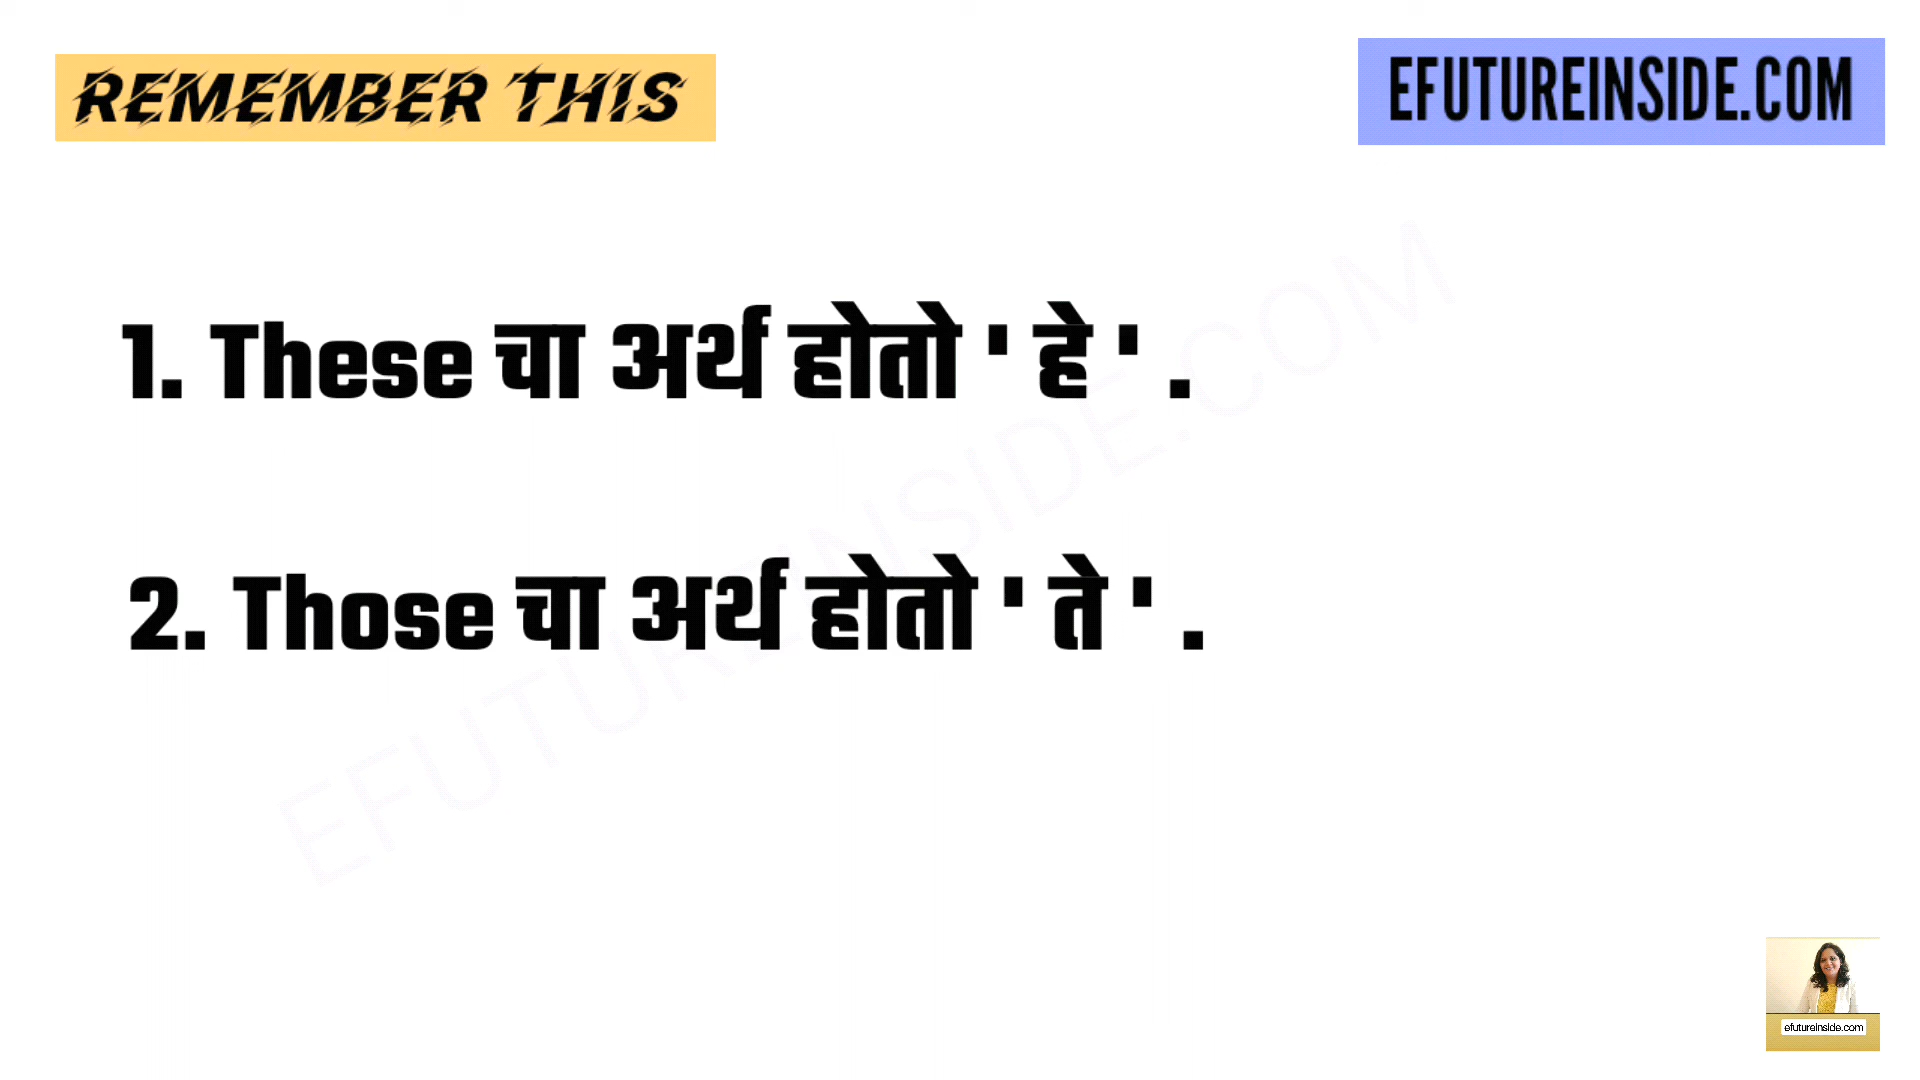 REMEMBER THIS
EFUTUREINSIDE.COM
1. These चा अर्थ होतो ' हे ' .
2. Those चा अर्थ होतो ' ते ' .
EFUTUREINSIDE.COM
efutureinside.com